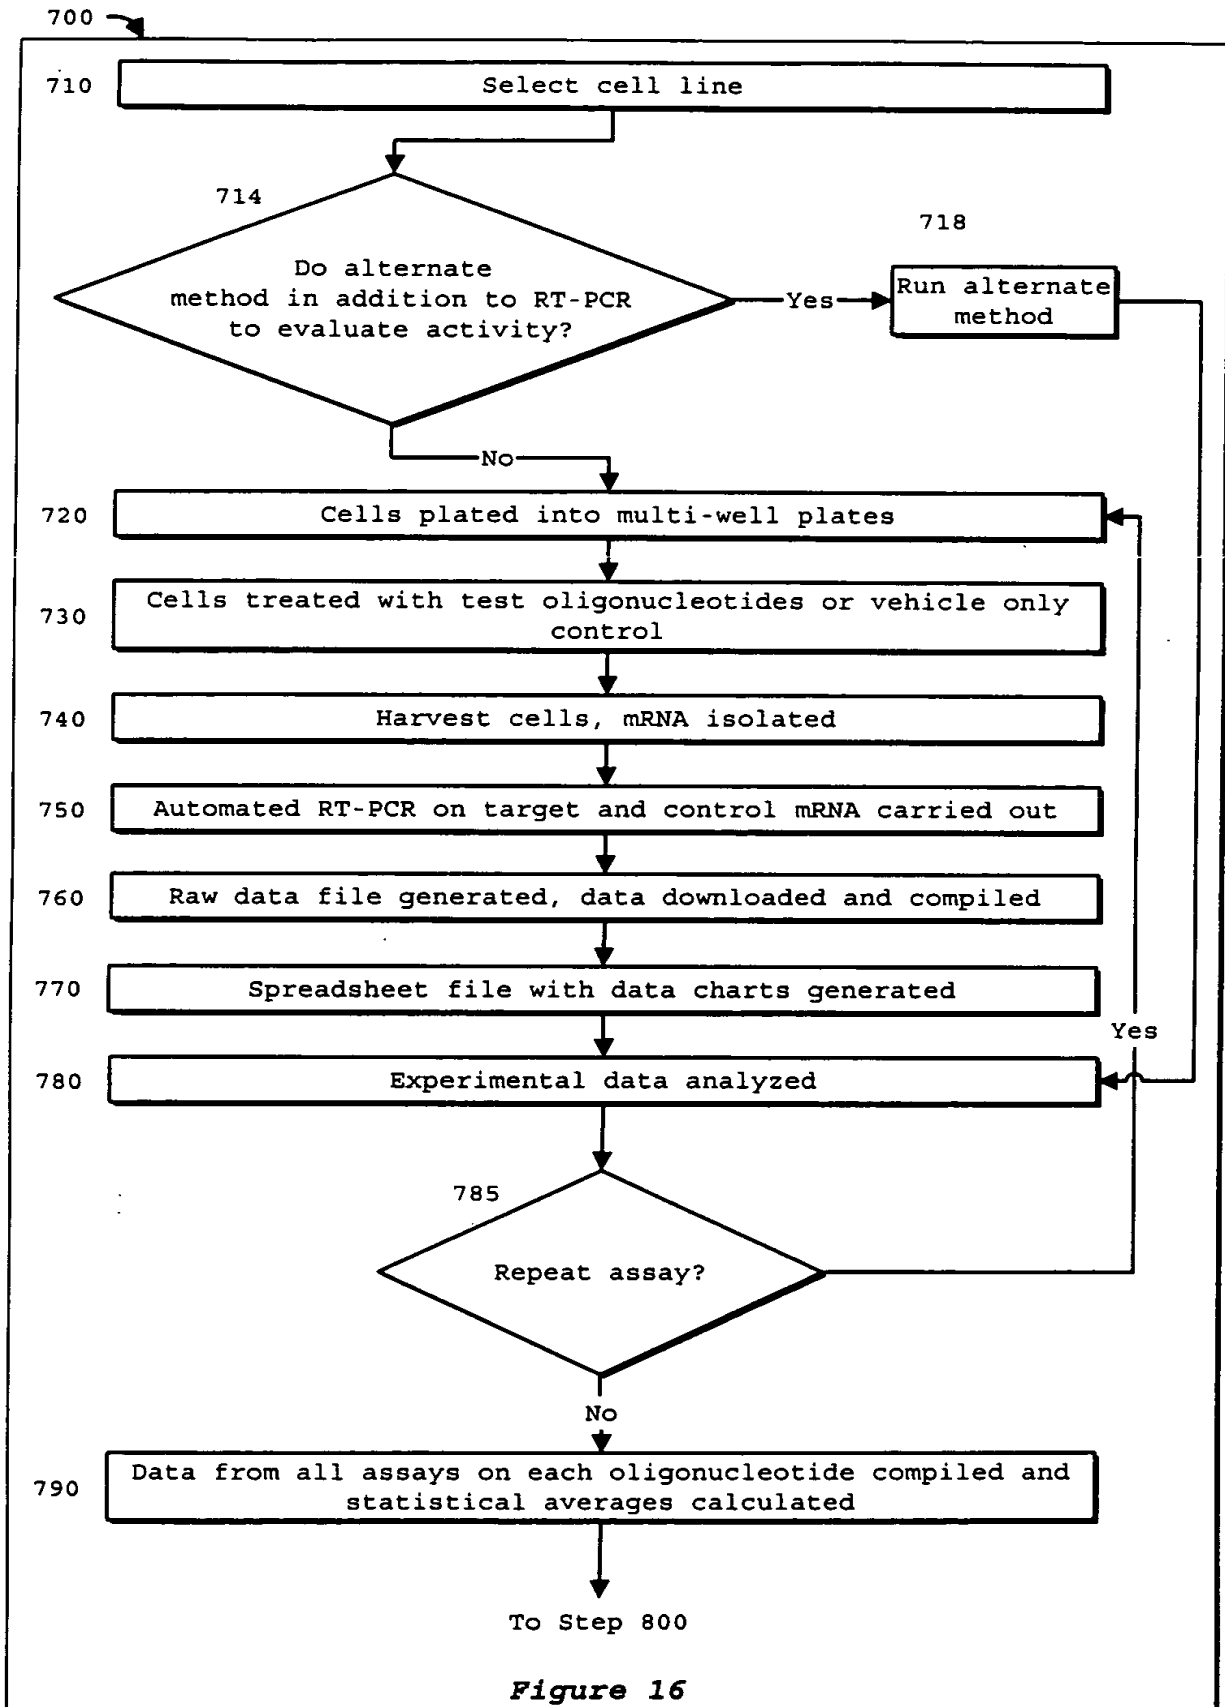 700
710
Select cell line
714
718
Do alternate
method in addition to RT-PCR
to evaluate activity?
Yes
Run alternate
method
No
720
Cells plated into multi-well plates
730
Cells treated with test oligonucleotides or vehicle only
control
740
Harvest cells, mRNA isolated
750
Automated RT-PCR on target and control mRNA carried out
760
Raw data file generated, data downloaded and compiled
770
Spreadsheet file with data charts generated
Yes
780
Experimental data analyzed
785
Repeat assay?
No
790
Data from all assays on each oligonucleotide compiled and
statistical averages calculated
To Step 800
Figure 16